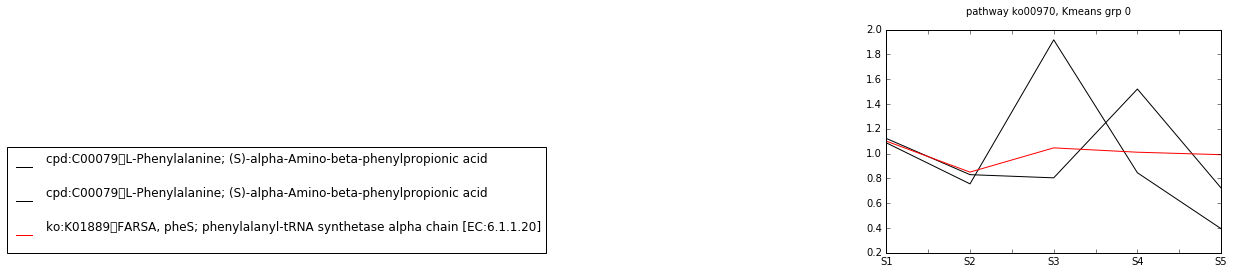 pathway ko00970, Kmeans grp 0
2.0
1.8
1.6
1.4
1.2
1.0
0.8
0.6
0.4
0.2
S1 S2 S3 S4 S5
cpd:C00079▯L-Phenylalanine; (S)-alpha-Amino-beta-phenylpropionic acid
cpd:C00079▯L-Phenylalanine; (S)-alpha-Amino-beta-phenylpropionic acid
ko:K01889▯FARSA, pheS; phenylalanyl-tRNA synthetase alpha chain [EC:6.1.1.20]